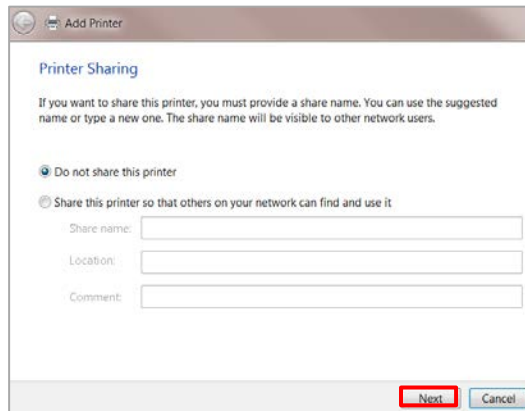 Add Printer
Printer Sharing
If you want to share this printer, you must provide a share name. You can use the suggested
name or type a new one. The share name will be visible to other network users.
Do not share this printer
Share this printer so that others on your network can find and use it
Share name:
Location:
Comment:
Next Cancel